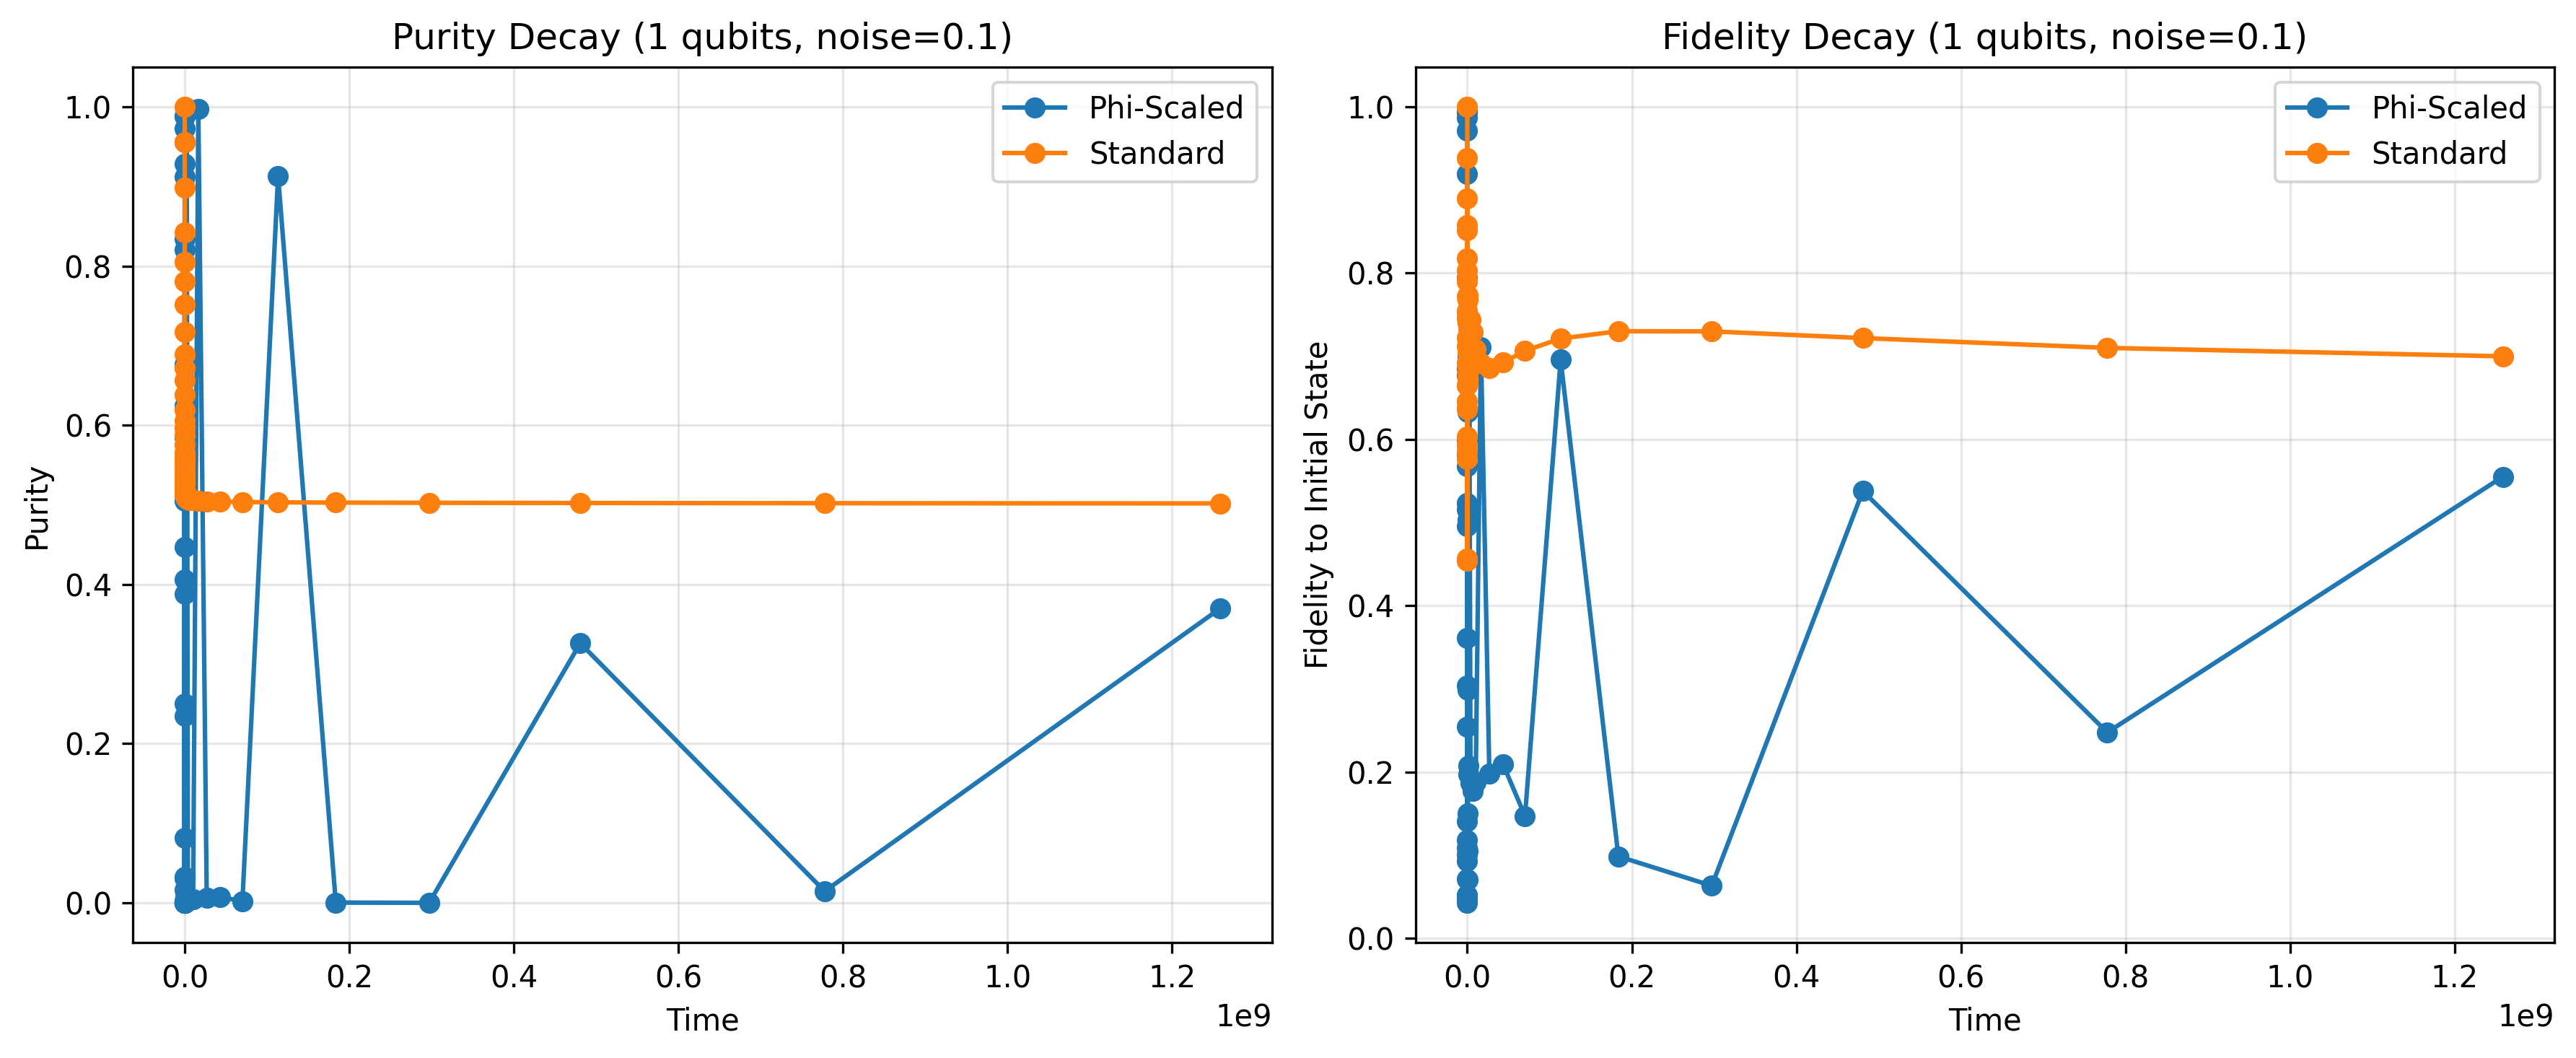 Purity Decay (1 qubits, noise=0.1)
Phi-Scaled
Standard
Purity
1.0
0.8
0.6
0.4
0.2
0.0
0.0 0.2 0.4 0.6 0.8 1.0 1.2
1e9
Time
Fidelity Decay (1 qubits, noise=0.1)
Phi-Scaled
Standard
Fidelity to Initial State
1.0
0.8
0.6
0.4
0.2
0.0
0.0 0.2 0.4 0.6 0.8 1.0 1.2
1e9
Time